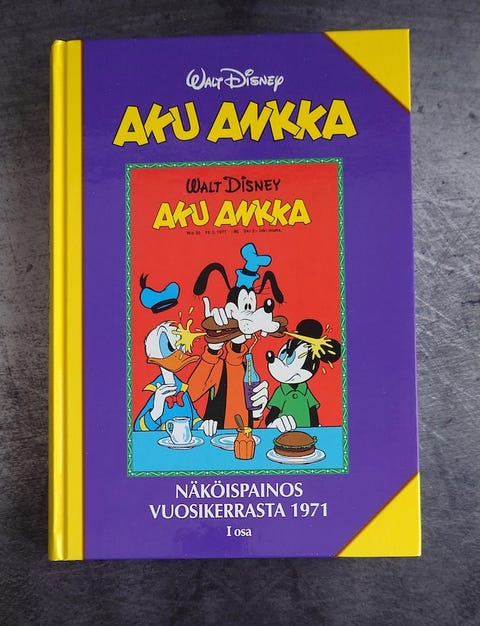 WALT DISNEY
AKU ANKKA
WALT DISNEY
AKU ANKKA
NÄKÖISPAINOS
VUOSIKERRASTA 1971
I osa